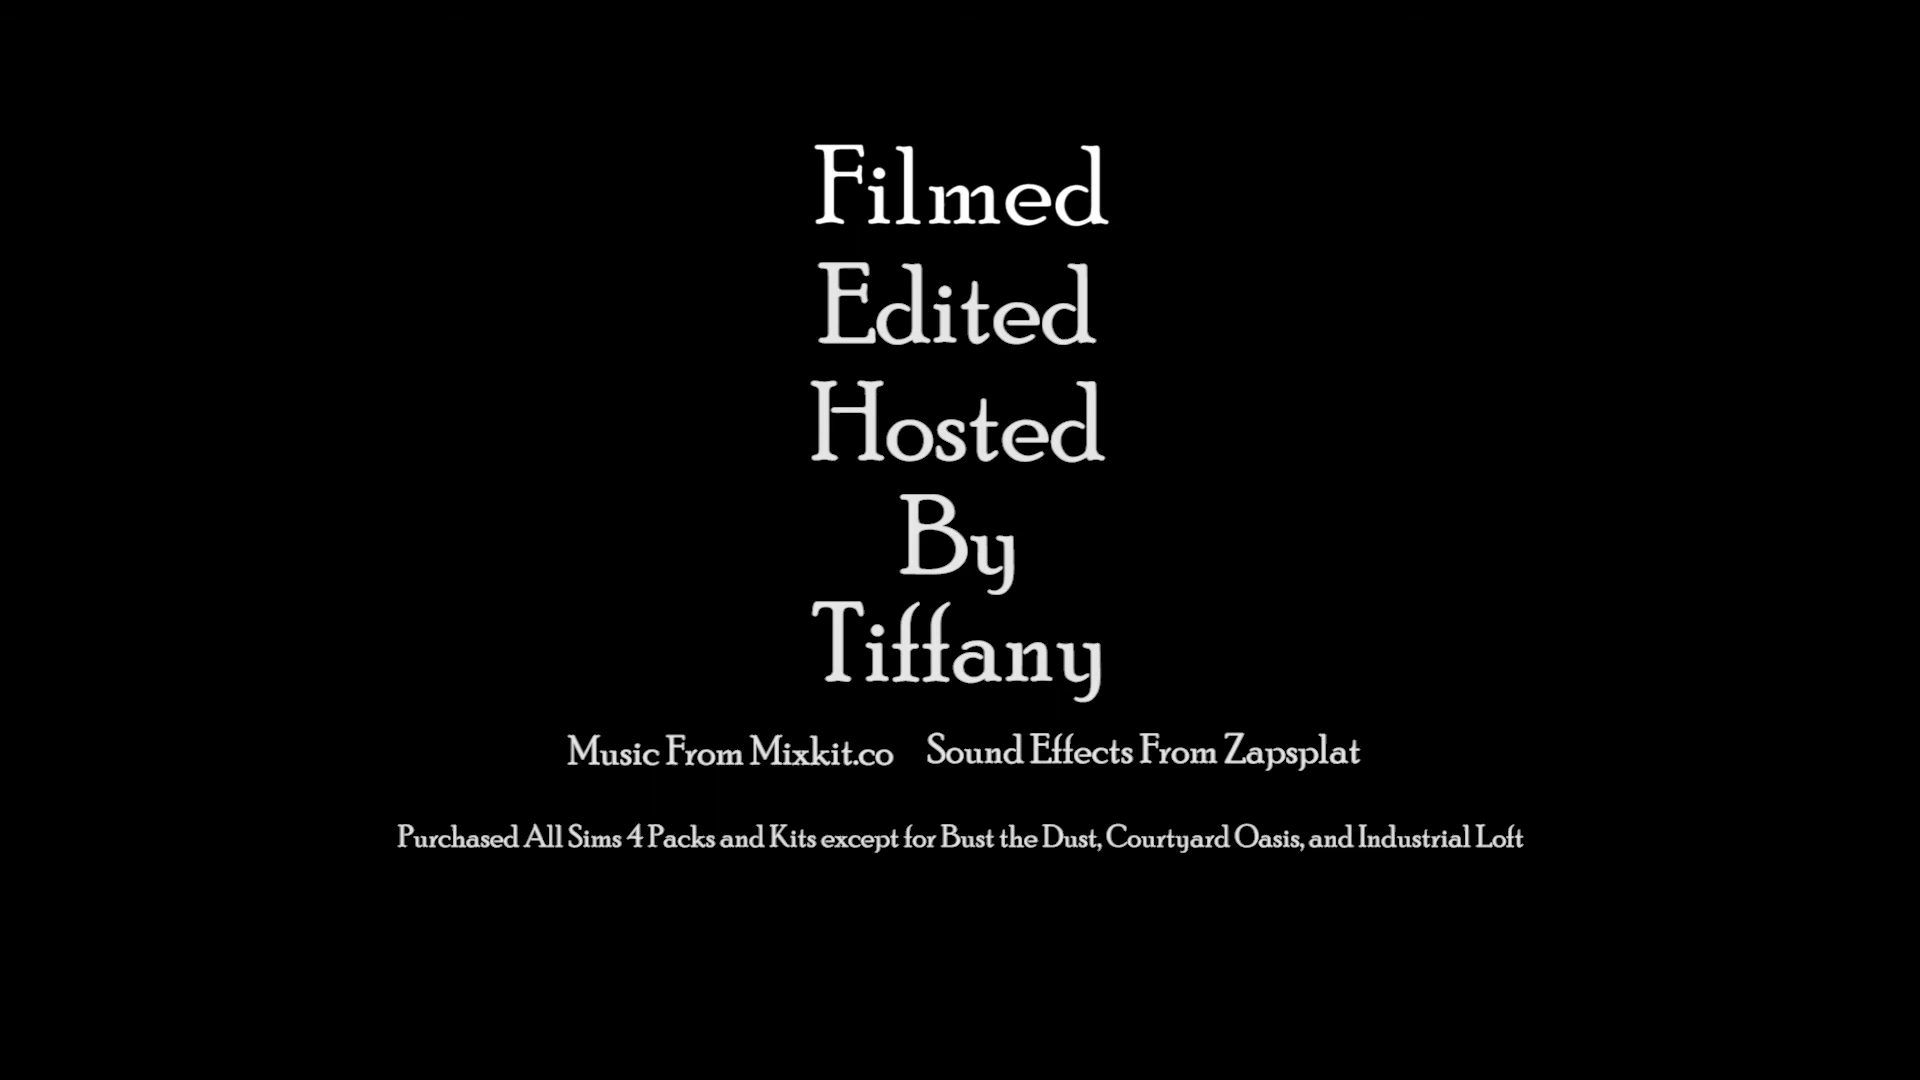 Filmed
Edited
Hosted
By
Tiffany
Music From Mixkit.co Sound Effects From Zapsplat
Purchased All Sims 4 Packs and Kits except for Bust the Dust, Courtyard Oasis, and Industrial Loft